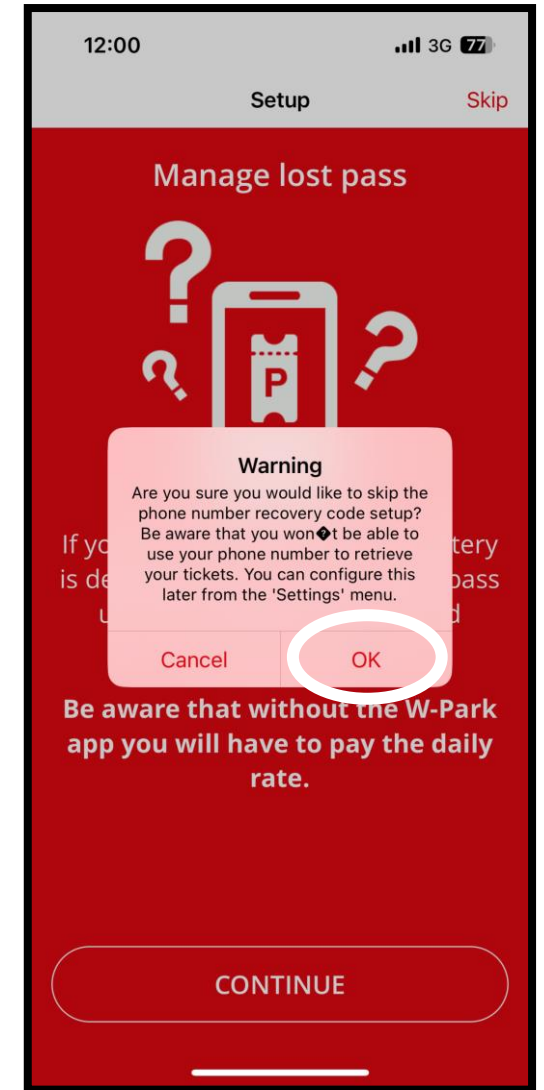 12:00 3G 77
Setup Skip
Manage lost pass
P
Warning
Are you sure you would like to skip the
phone number recovery code setup?
Be aware that you won�t be able to
use your phone number to retrieve
your tickets. You can configure this
later from the 'Settings' menu.
Cancel OK
If
is
Be aware that without the W-Park
app you will have to pay the daily
rate.
CONTINUE